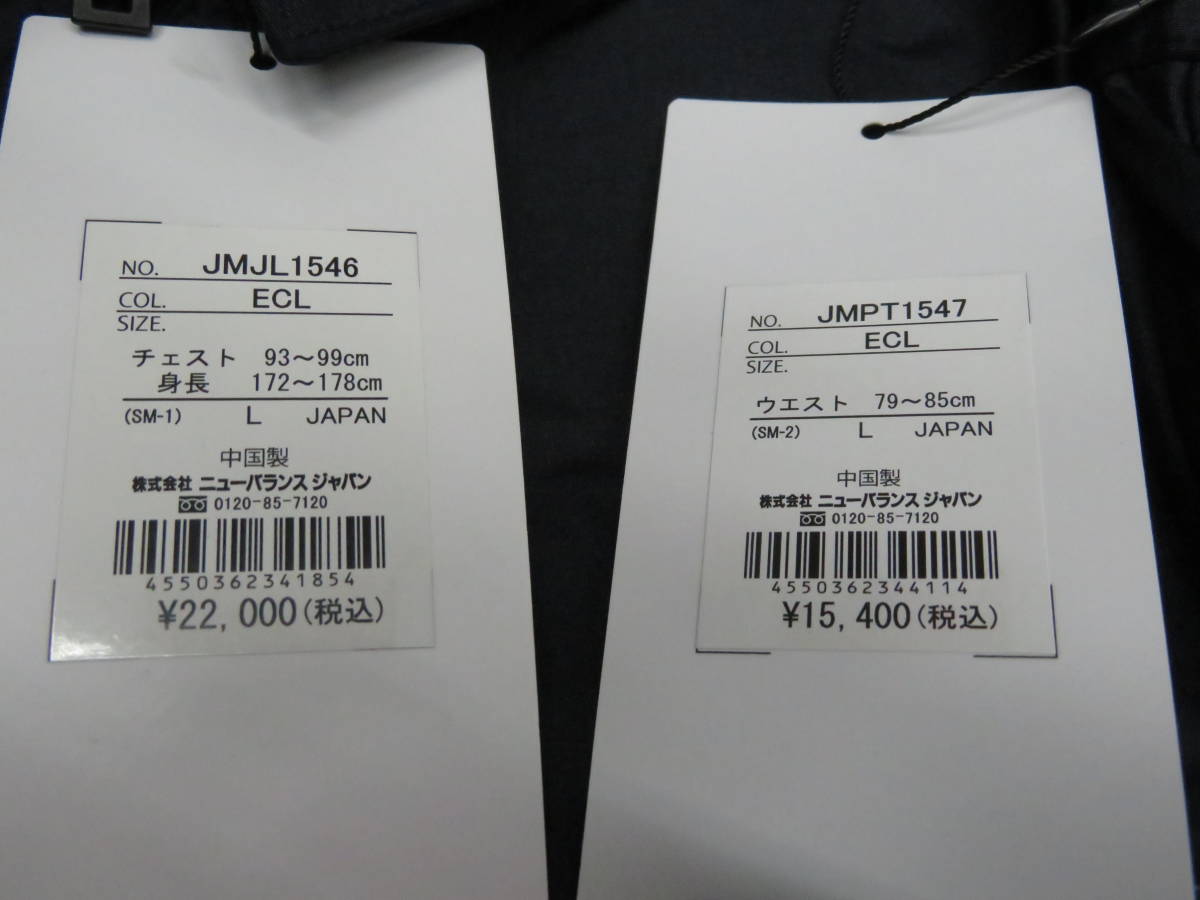 NO. JMJL1546
COL. ECL
SIZE.
チェスト 93～99cm
身長 172～178cm
(SM-1) L JAPAN
中国製
株式会社 ニューバランス ジャパン
0120-85-7120
4550362341854
¥22,000(税込)
NO. JMPT1547
COL. ECL
SIZE.
ウエスト 79～85cm
(SM-2) L JAPAN
中国製
株式会社 ニューバランス ジャパン
0120-85-7120
4550362344114
¥15,400(税込)